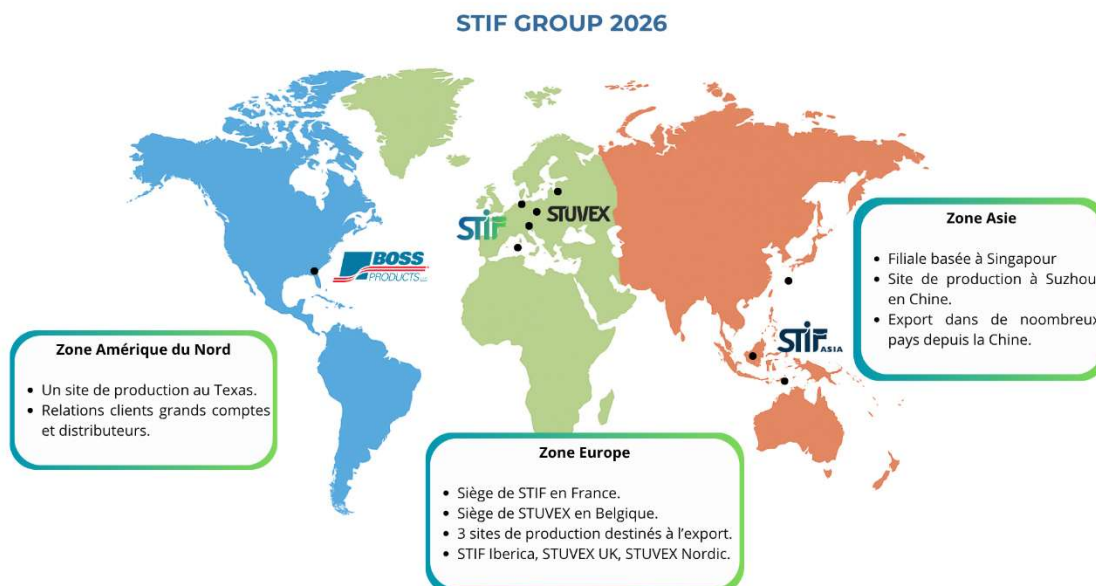 STIF GROUP 2026
STIF
STUVEX
BOSS
PRODUCTS LLC
STIF ASIA
Zone Amérique du Nord
Un site de production au Texas.
Relations clients grands comptes
et distributeurs.
Zone Europe
Siège de STIF en France.
Siège de STUVEX en Belgique.
3 sites de production destinés à l'export.
STIF Iberica, STUVEX UK, STUVEX Nordic.
Zone Asie
Filiale basée à Singapour
Site de production à Suzhou
en Chine.
Export dans de noombreux
pays depuis la Chine.